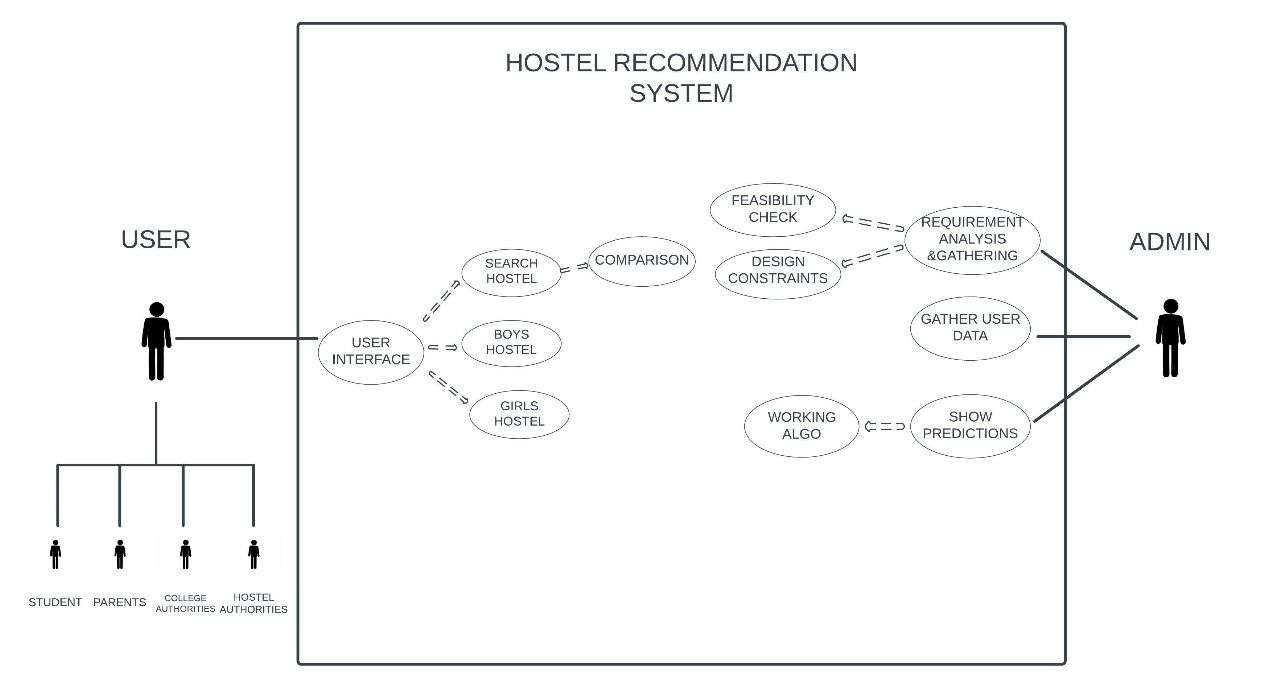 HOSTEL RECOMMENDATION
SYSTEM
USER
STUDENT
PARENTS
COLLEGE
AUTHORITIES
HOSTEL
AUTHORITIES
USER
INTERFACE
SEARCH
HOSTEL
COMPARISON
BOYS
HOSTEL
GIRLS
HOSTEL
FEASIBILITY
CHECK
DESIGN
CONSTRAINTS
REQUIREMENT
ANALYSIS
&GATHERING
GATHER USER
DATA
WORKING
ALGO
SHOW
PREDICTIONS
ADMIN